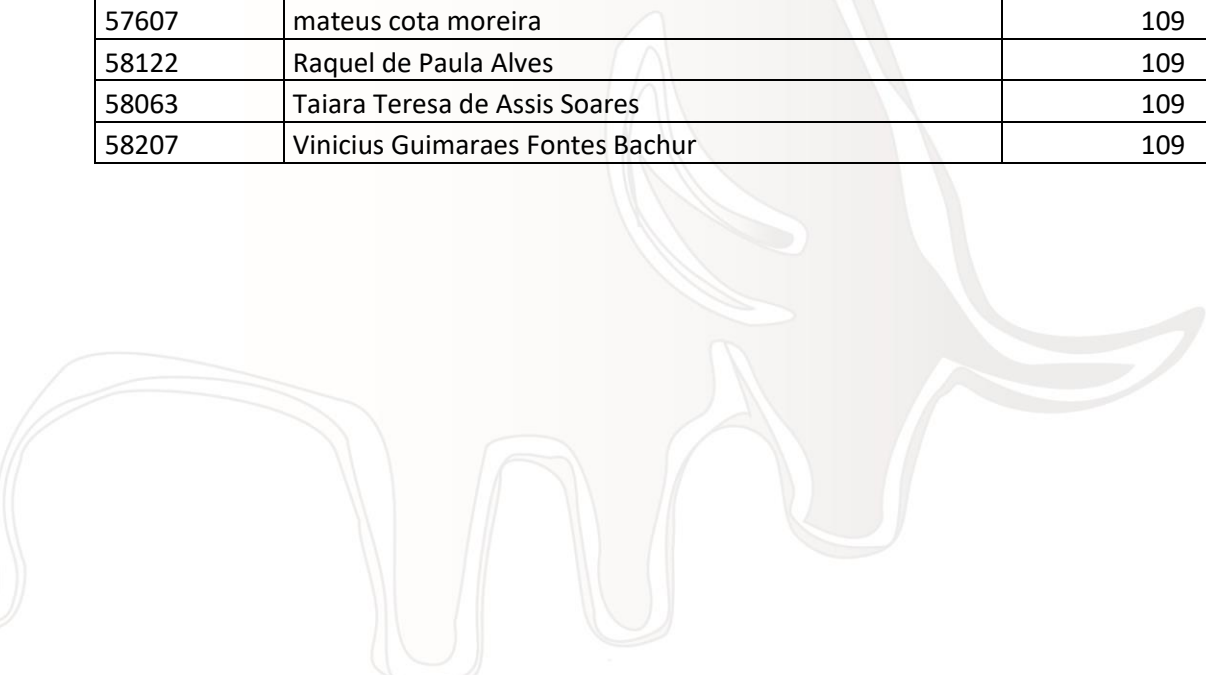 57607 mateus cota moreira 109
58122 Raquel de Paula Alves 109
58063 Taiara Teresa de Assis Soares 109
58207 Vinicius Guimaraes Fontes Bachur 109